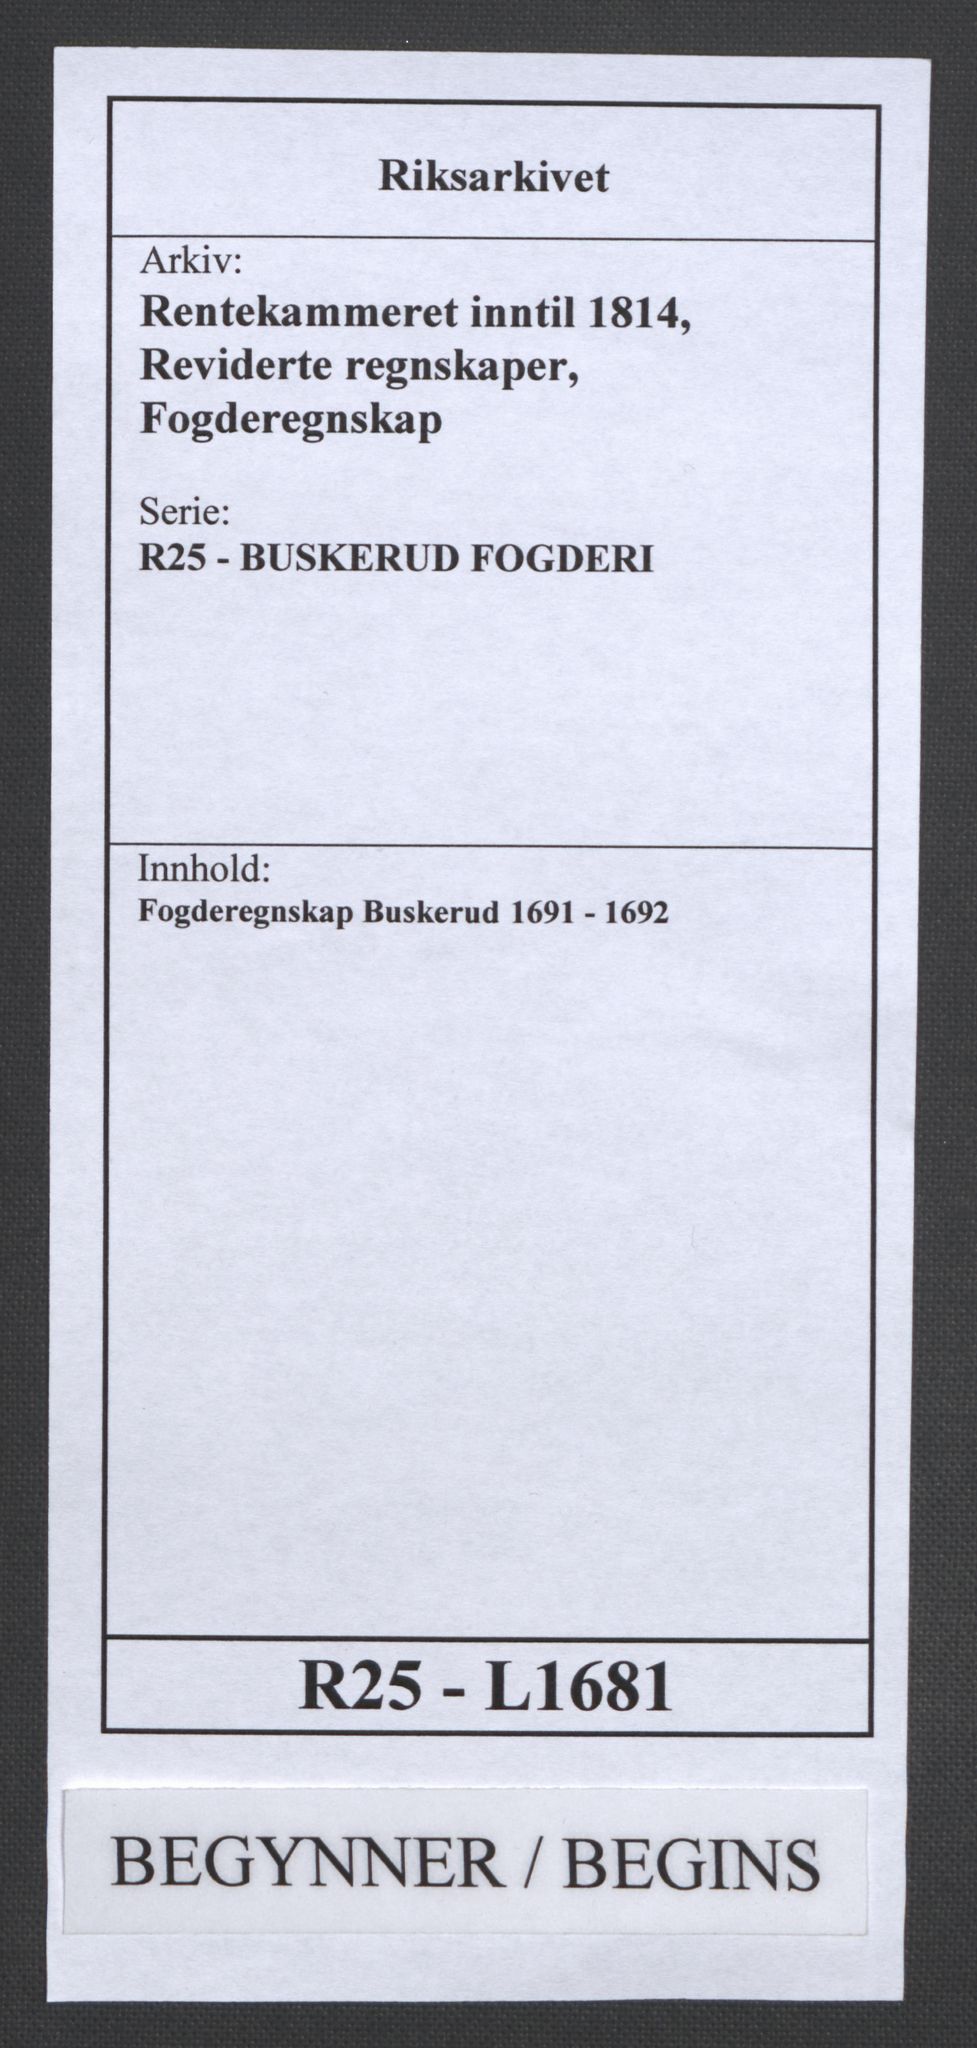 Riksarkivet
Arkiv:
Rentekammeret inntil 1814,
Reviderte regnskaper,
Fogderegnskap
Serie:
R25 - BUSKERUD FOGDERI
Innhold:
Fogderegnskap Buskerud 1691 - 1692
R25 - L1681
BEGYNNER / BEGINS